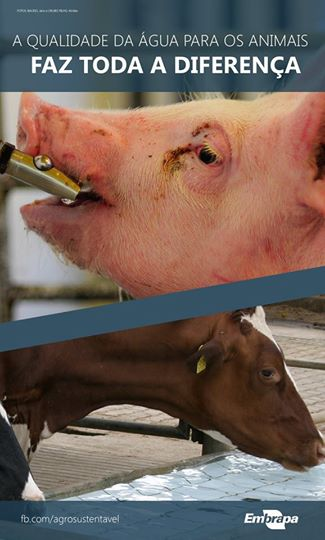 A QUALIDADE DA ÁGUA PARA OS ANIMAIS
FAZ TODA A DIFERENÇA
fb.com/agrosustentavel
Embrapa